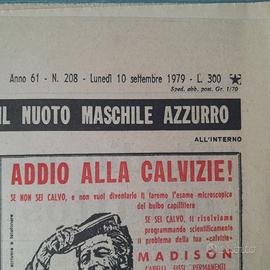 Anno 61 - N. 208 - Lunedì 10 settembre 1979 - L. 300
Sped. abb. post. Gr. 1/70
IL NUOTO MASCHILE AZZURRO
ALL'INTERNO
ADDIO ALLA CALVIZIE!
SE NON SEI CALVO, e non vuoi diventarlo ti faremo l'esame microscopico
del bulbo capillifero
SE SEI CALVO, ti risolviamo
programmando scientificamente
il problema della tua «calvizie»
MADISON
CAPELLI FISSI PERMANENTI